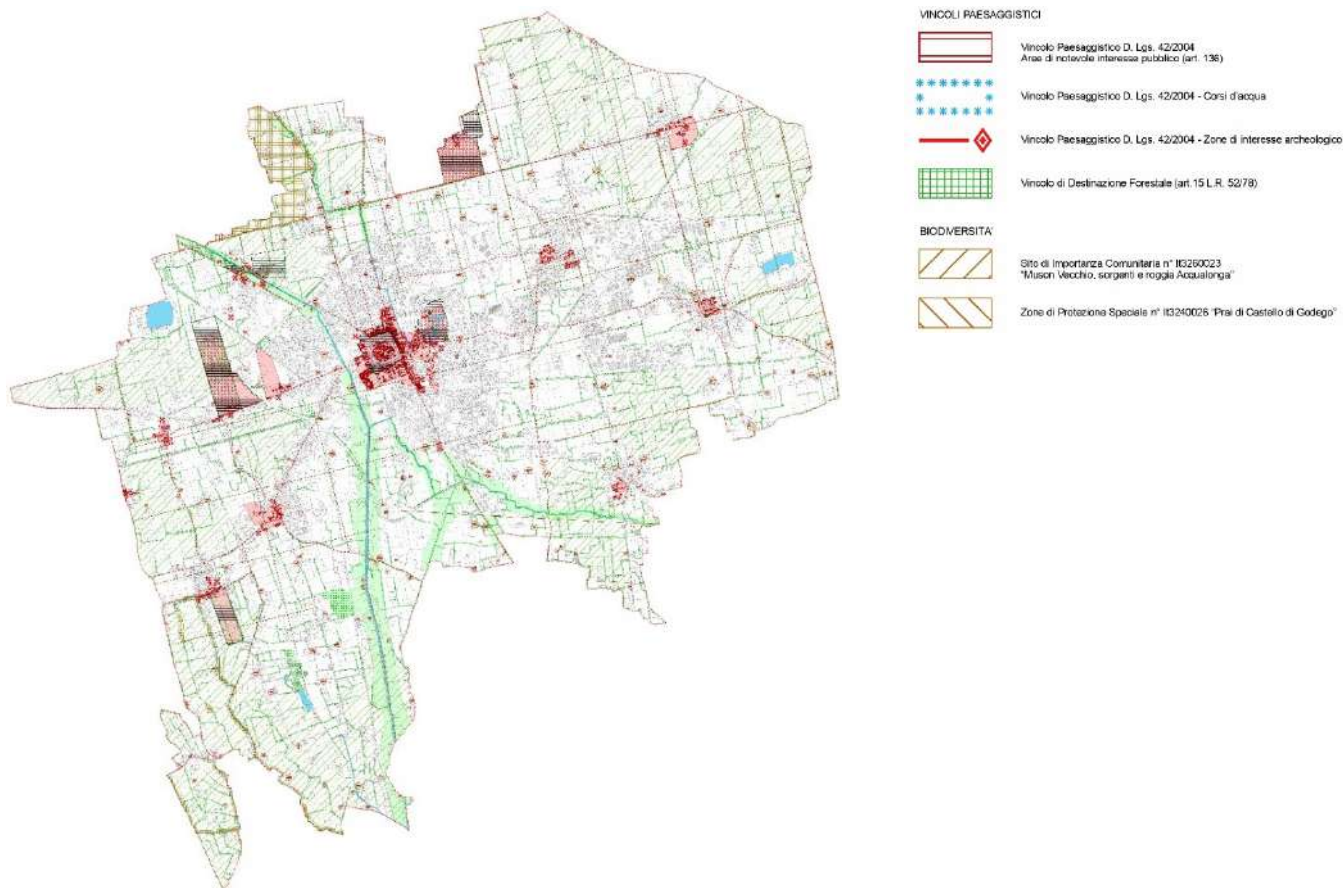 VINCOLI PAESAGGISTICI
Vincolo Paesaggistico D. Lgs. 42/2004
Aree di notevole interesse pubblico (art. 136)
Vincolo Paesaggistico D. Lgs. 42/2004 - Corsi d'acqua
Vincolo Paesaggistico D. Lgs. 42/2004 - Zone di interesse archeologico
Vincolo di Destinazione Forestale (art.15 L.R. 52/78)
BIODIVERSITA'
Sito di Importanza Comunitaria n° It3260023
"Muson Vecchio, sorgenti e roggia Acqualonga"
Zone di Protezione Speciale n° It3240026 "Prai di Castello di Godego"